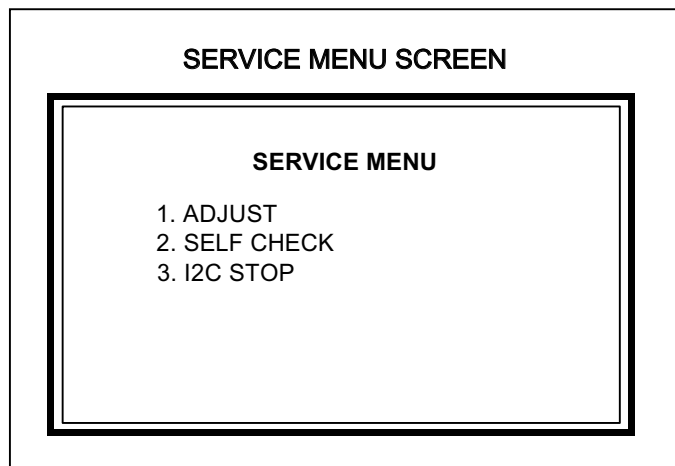 SERVICE MENU SCREEN
SERVICE MENU
1. ADJUST
2. SELF CHECK
3. I2C STOP